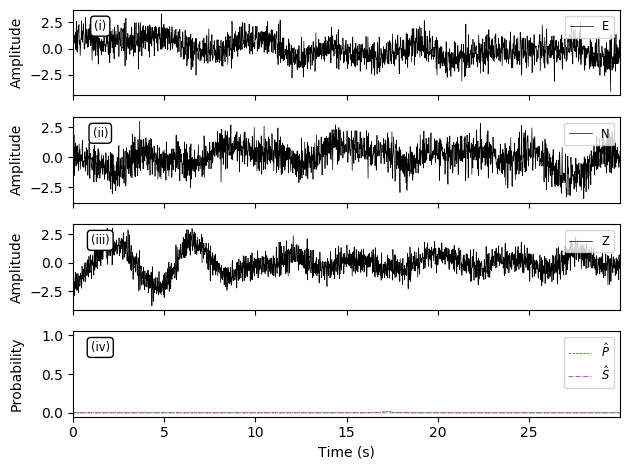 2.5
0.0
−2.5
Amplitude
(i)
E
2.5
0.0
−2.5
Amplitude
(ii)
N
2.5
0.0
−2.5
Amplitude
(iii)
Z
1.0
0.5
0.0
Probability
(iv)
P̂
Ŝ
0 5 10 15 20 25
Time (s)